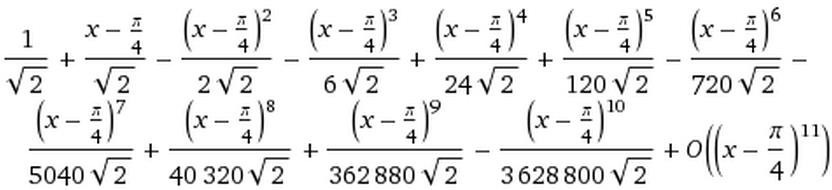 1/√2 + (x − π/4)/√2 − (x − π/4)^2/(2√2) − (x − π/4)^3/(6√2) + (x − π/4)^4/(24√2) + (x − π/4)^5/(120√2) − (x − π/4)^6/(720√2) −
(x − π/4)^7/(5040√2) + (x − π/4)^8/(40 320√2) + (x − π/4)^9/(362 880√2) − (x − π/4)^10/(3 628 800√2) + O((x − π/4)^11)